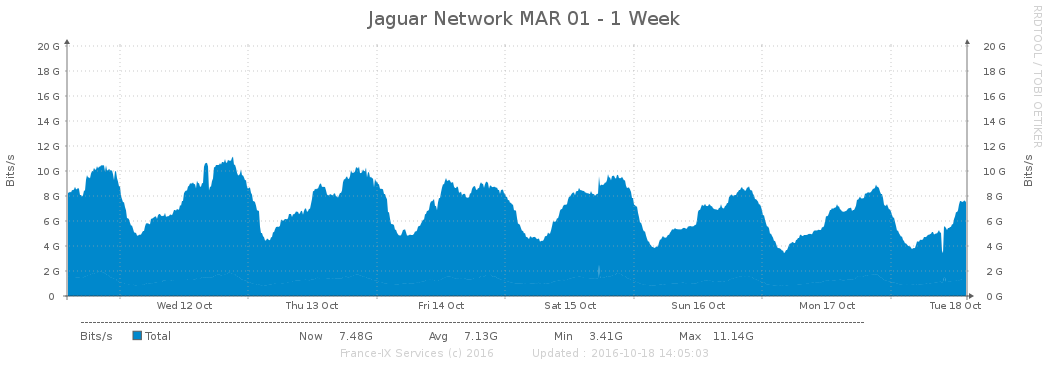 Jaguar Network MAR 01 - 1 Week
RRDTOOL / TOBI OETIKER
Bits/s
Bits/s
20 G 20 G
18 G 18 G
16 G 16 G
14 G 14 G
12 G 12 G
10 G 10 G
8 G 8 G
6 G 6 G
4 G 4 G
2 G 2 G
0 0 G
Wed 12 Oct Thu 13 Oct Fri 14 Oct Sat 15 Oct Sun 16 Oct Mon 17 Oct Tue 18 Oct
Bits/s Total Now 7.48G Avg 7.13G Min 3.41G Max 11.14G
France-IX Services (c) 2016 Updated : 2016-10-18 14:05:03